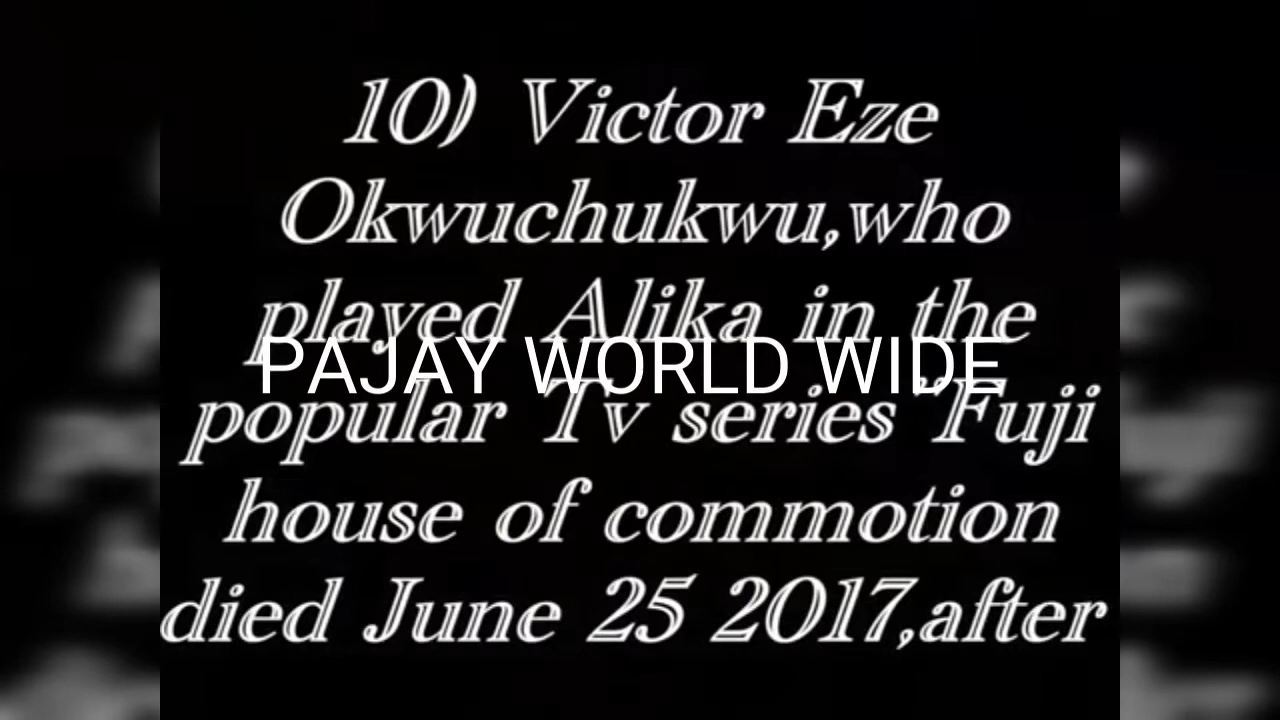 10) Victor Eze
Okwuchukwu,who
played Alika in the
PAJAY WORLD WIDE
popular Tv series "Fuji
house of commotion
died June 25 2017,after